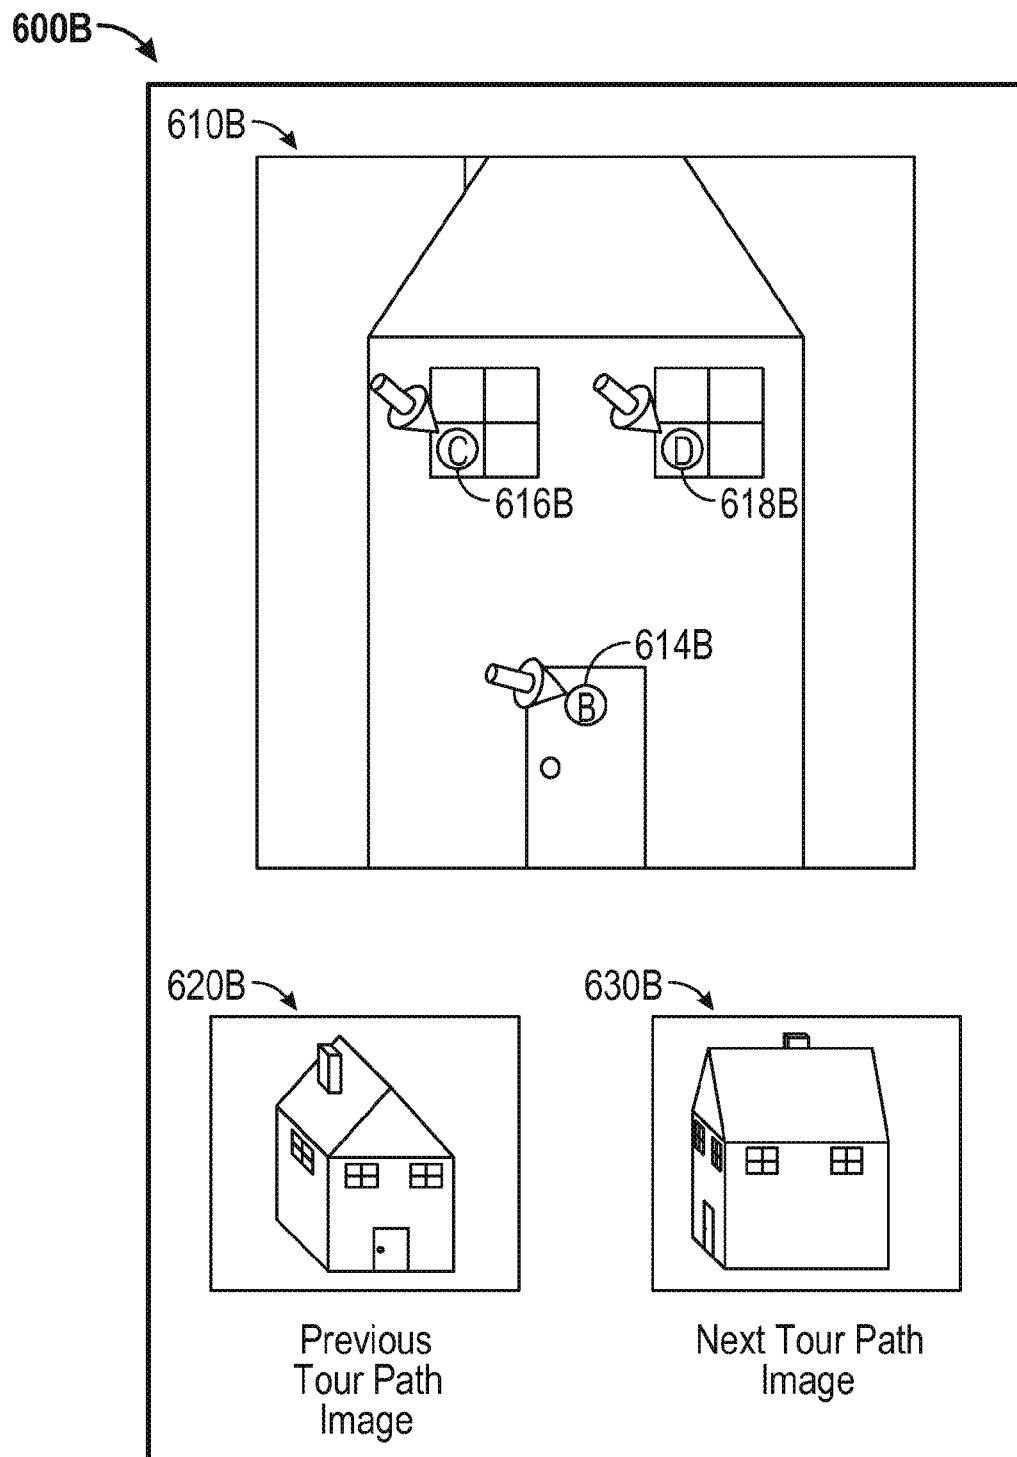 600B
610B
C
D
616B
618B
614B
B
620B
630B
Previous
Tour Path
Image
Next Tour Path
Image